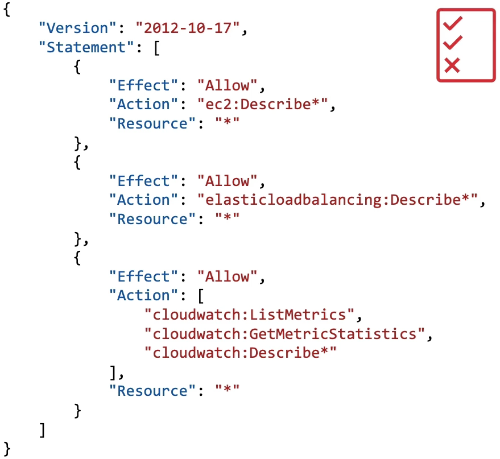 {
    "Version": "2012-10-17",
    "Statement": [
        {
            "Effect": "Allow",
            "Action": "ec2:Describe*",
            "Resource": "*"
        },
        {
            "Effect": "Allow",
            "Action": "elasticloadbalancing:Describe*",
            "Resource": "*"
        },
        {
            "Effect": "Allow",
            "Action": [
                "cloudwatch:ListMetrics",
                "cloudwatch:GetMetricStatistics",
                "cloudwatch:Describe*"
            ],
            "Resource": "*"
        }
    ]
}